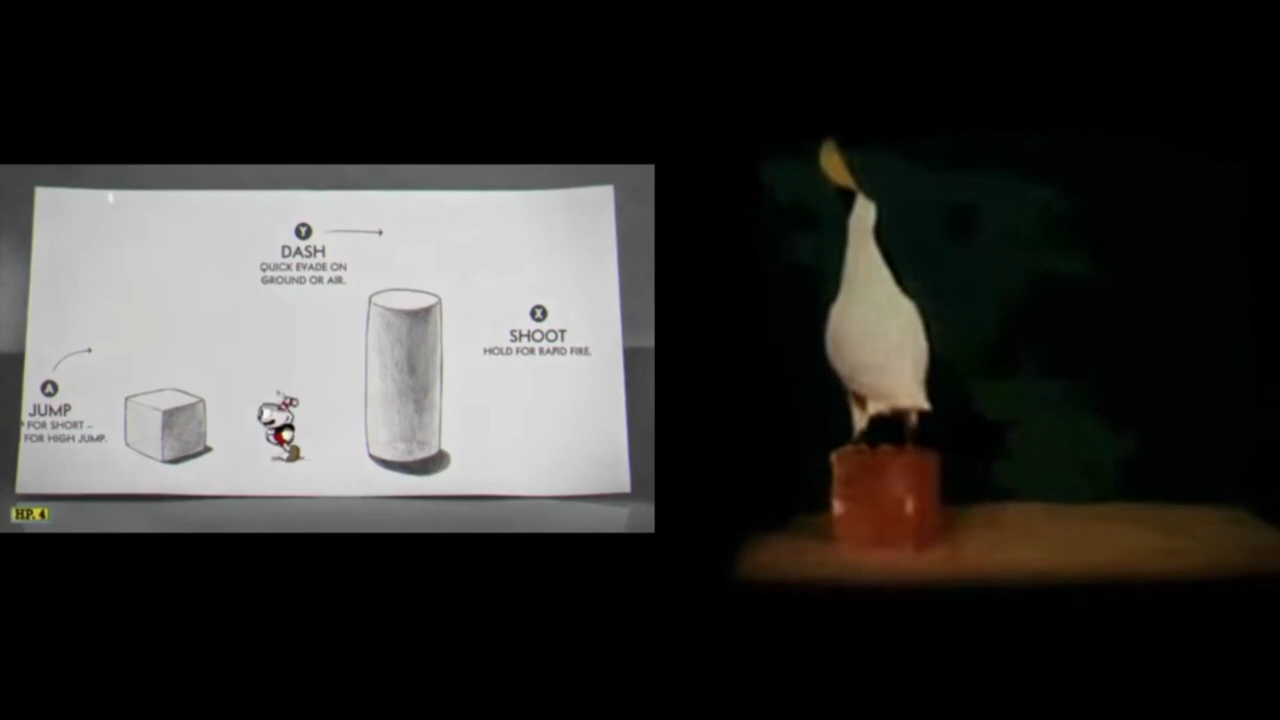 Y
DASH
QUICK EVADE ON
GROUND OR AIR.
X
SHOOT
HOLD FOR RAPID FIRE.
A
JUMP
FOR SHORT –
FOR HIGH JUMP.
HP. 4